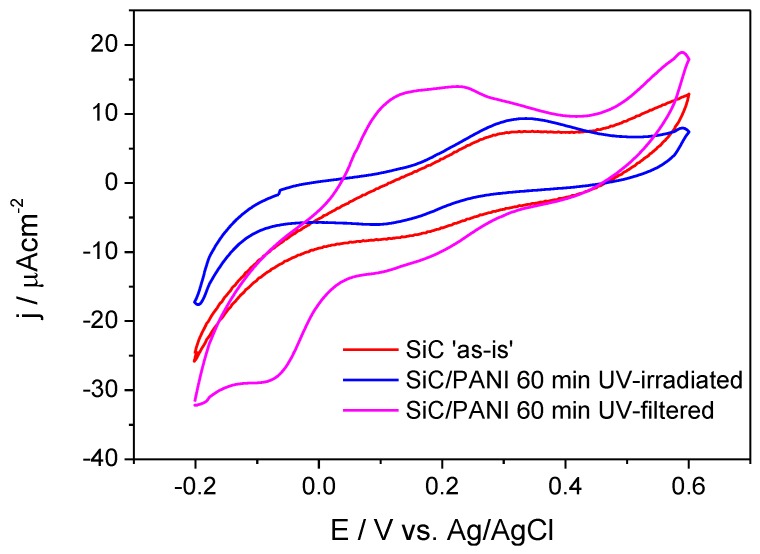 20
10
0
-10
-20
-30
-40
j / μAcm-2
SiC 'as-is'
SiC/PANI 60 min UV-irradiated
SiC/PANI 60 min UV-filtered
-0.2 0.0 0.2 0.4 0.6
E / V vs. Ag/AgCl